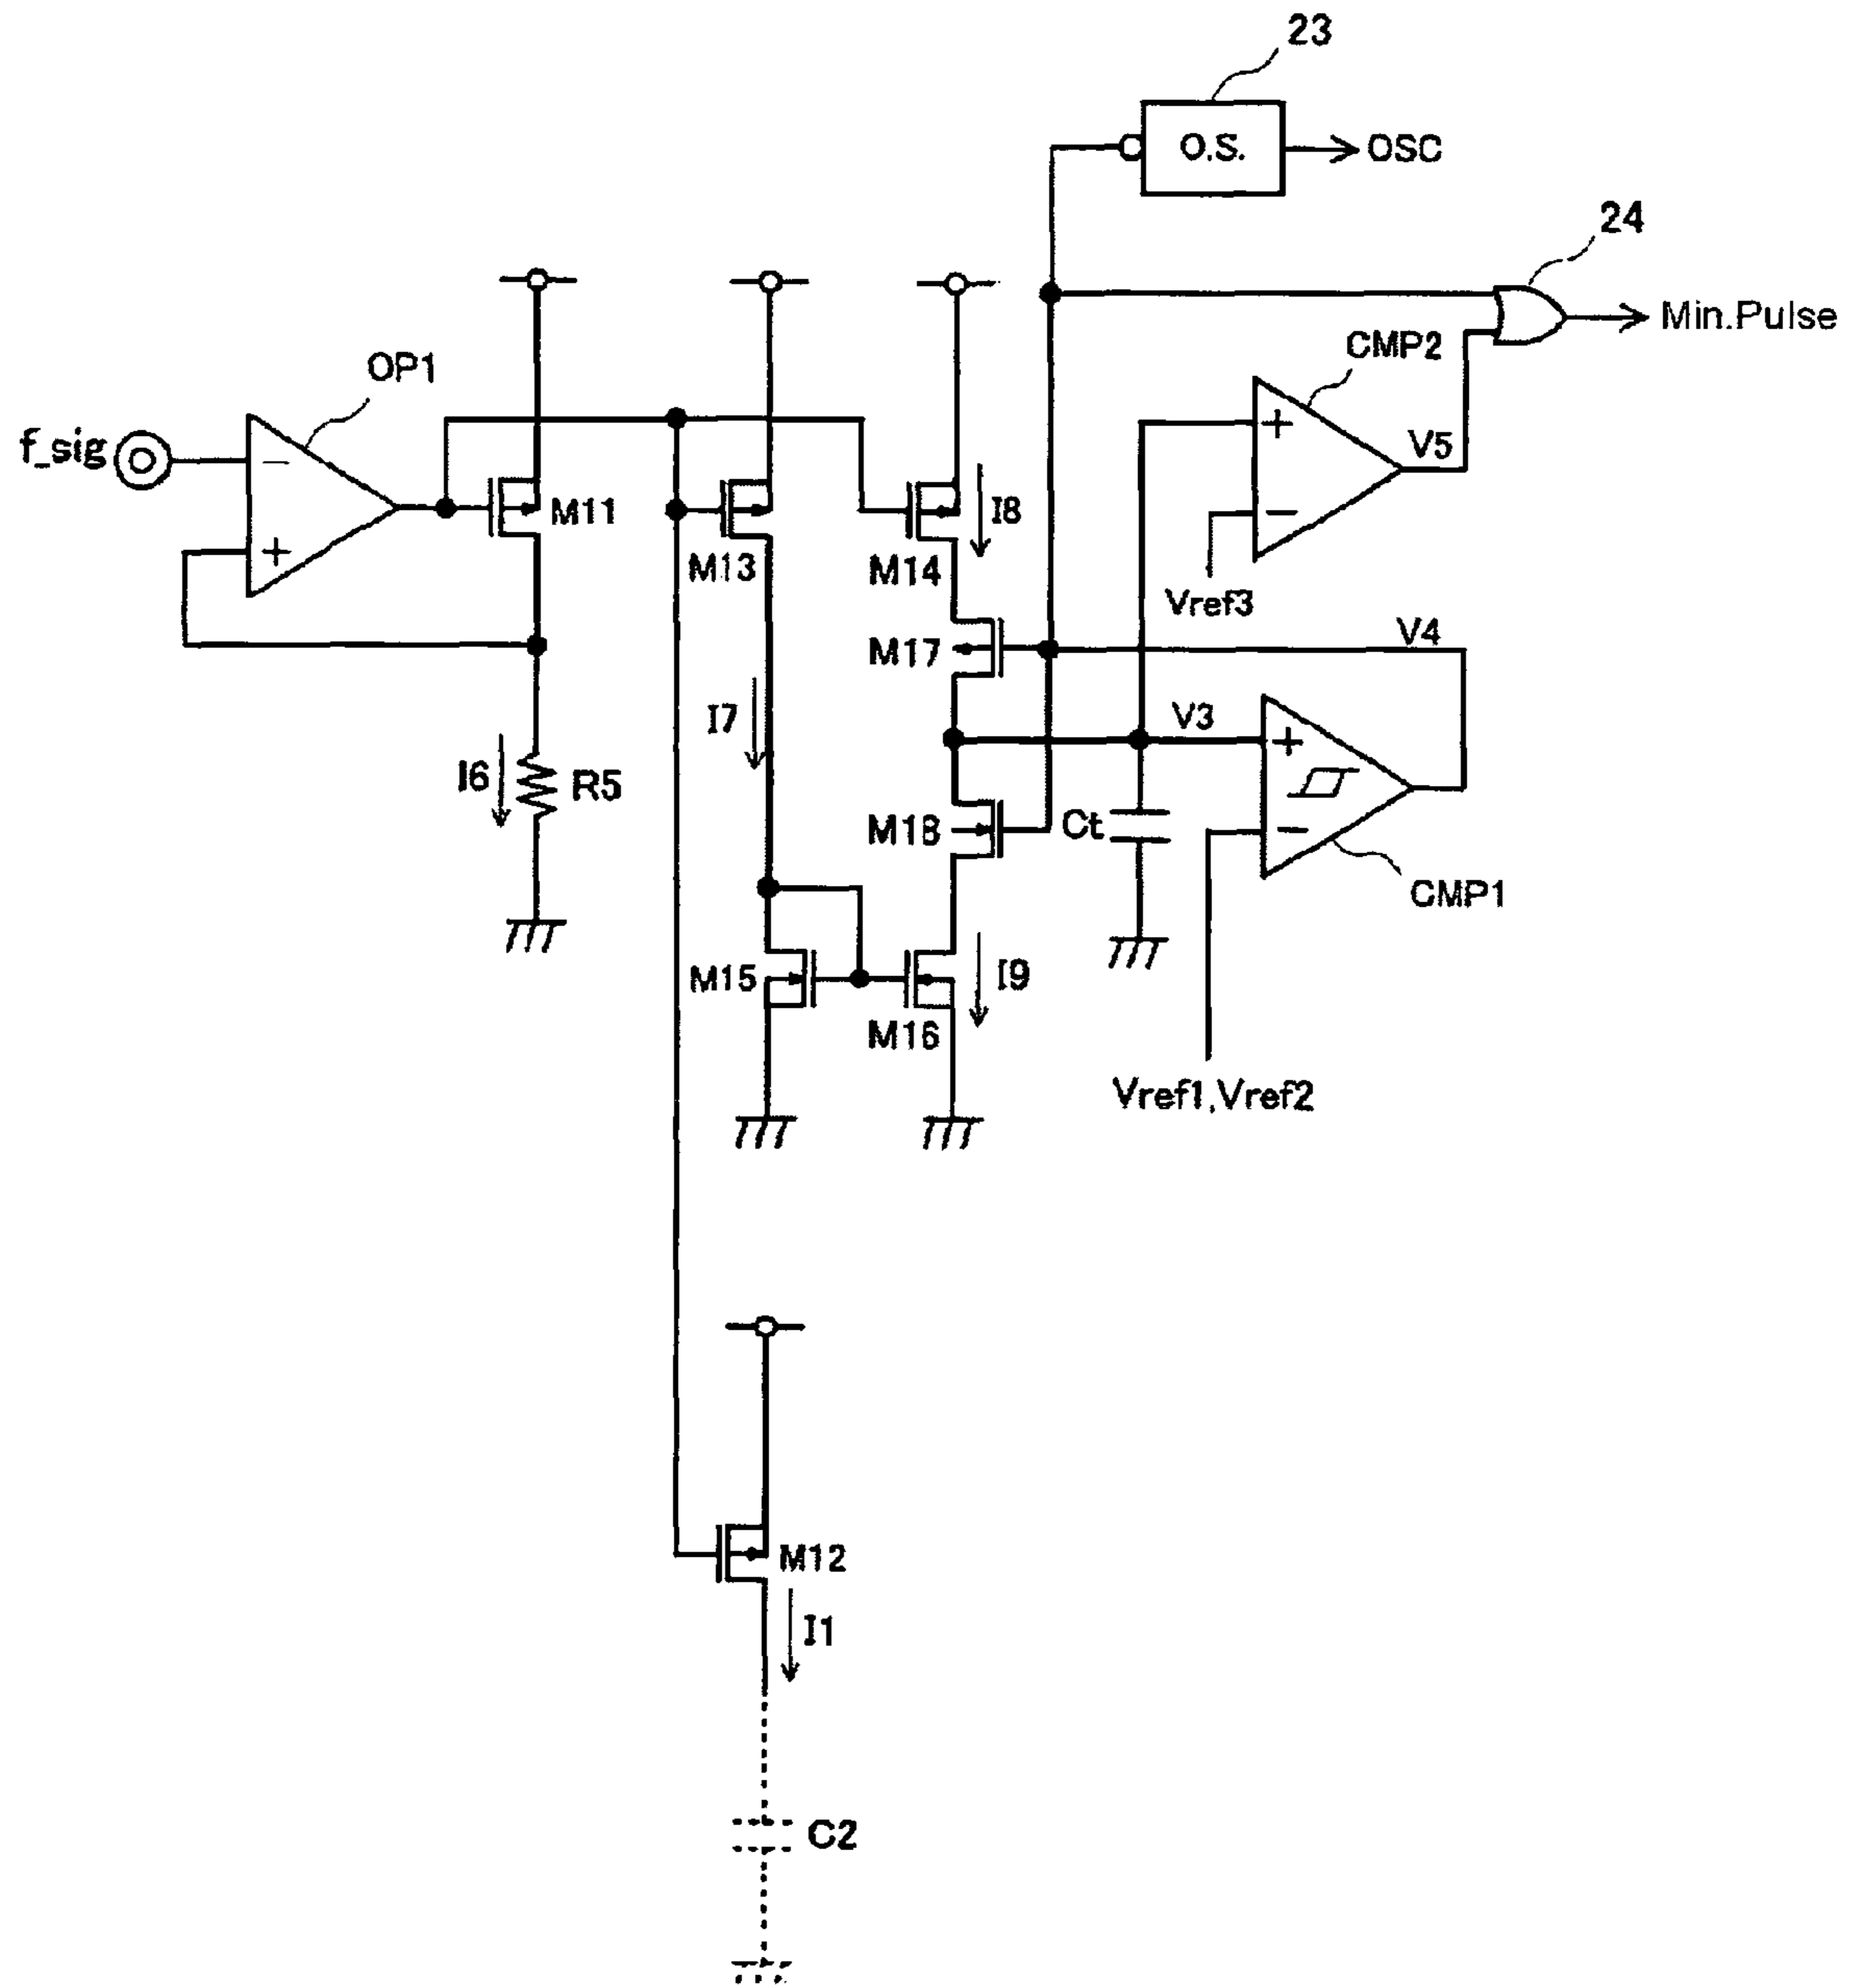 23
O.S.
OSC
24
Min.Pulse
CMP2
OP1
f_sig
−
+
M11
M13
I8
M14
+
−
V5
Vref3
M17
V4
I7
V3
I6
R5
M18
Ct
+
−
CMP1
M15
I9
M16
Vref1,Vref2
M12
I1
C2